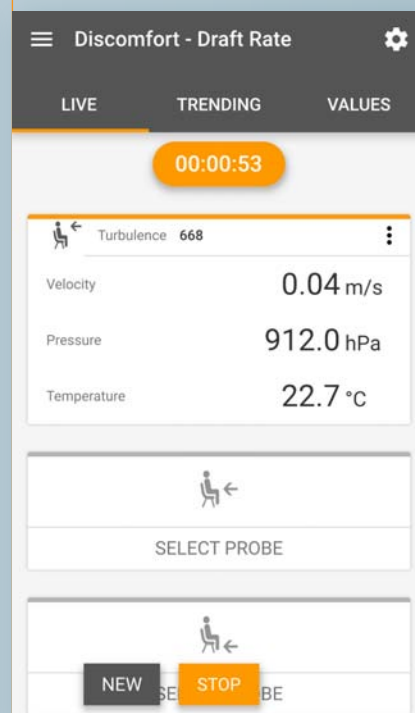 Discomfort - Draft Rate
LIVE TRENDING VALUES
00:00:53
Turbulence 668
Velocity 0.04 m/s
Pressure 912.0 hPa
Temperature 22.7 °C
SELECT PROBE
NEW STOP